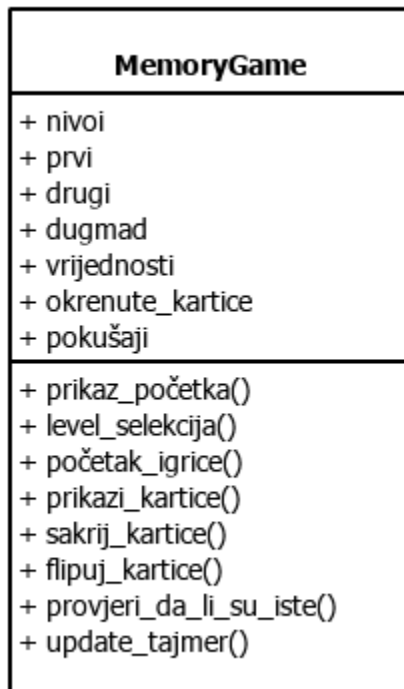 MemoryGame
+ nivoi
+ prvi
+ drugi
+ dugmad
+ vrijednosti
+ okrenute_kartice
+ pokušaji
+ prikaz_početka()
+ level_selekcija()
+ početak_igrice()
+ prikazi_kartice()
+ sakrij_kartice()
+ flipuj_kartice()
+ provjeri_da_li_su_iste()
+ update_tajmer()